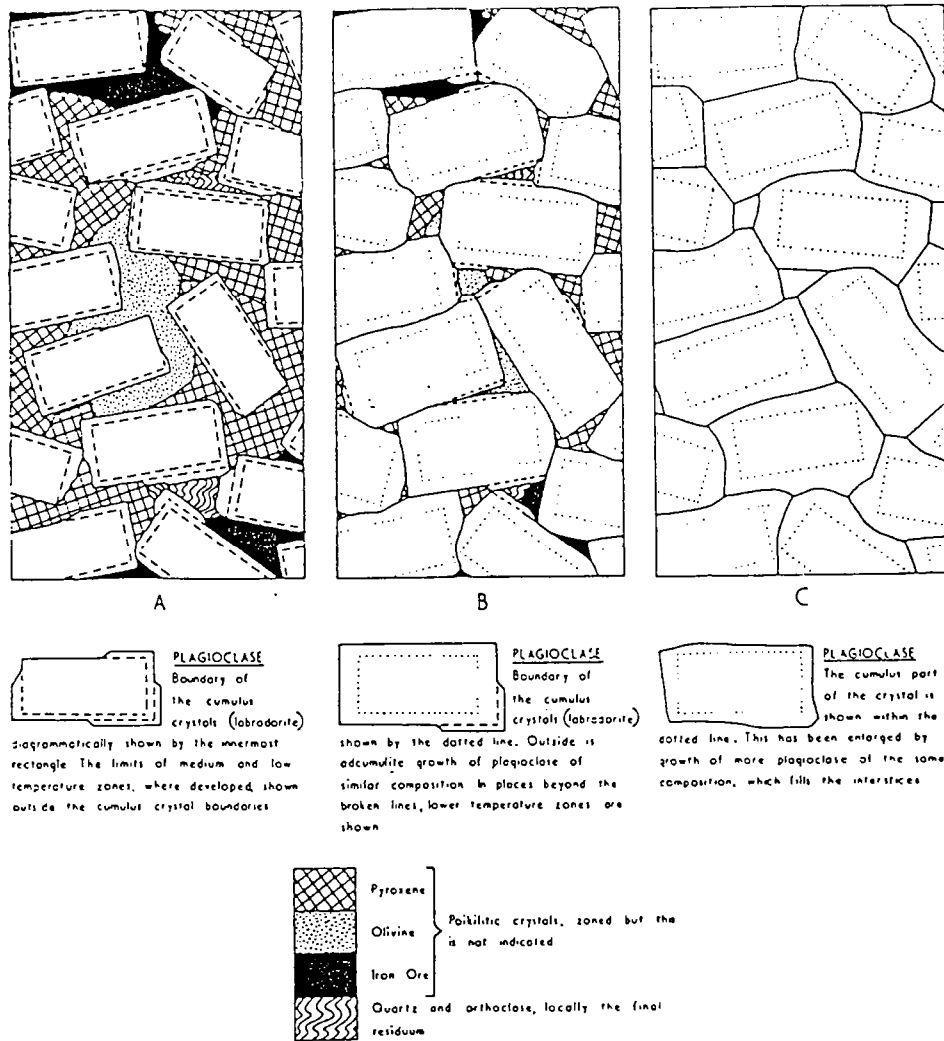 A
B
C
PLAGIOCLASE
Boundary of
the cumulus
crystals (labradorite)
diagrammatically shown by the innermost
rectangle The limits of medium and low
temperature zones, where developed, shown
outside the cumulus crystal boundaries
PLAGIOCLASE
Boundary of
the cumulus
crystals (labradorite)
shown by the dotted line. Outside is
adcumulite growth of plagioclase of
similar composition In places beyond the
broken lines, lower temperature zones are
shown
PLAGIOCLASE
The cumulus part
of the crystal is
shown within the
dotted line. This has been enlarged by
growth of more plagioclase of the same
composition, which fills the interstices
Pyroxene
Olivine
Iron Ore
Poikilitic crystals, zoned but the
is not indicated
Quartz and orthoclase, locally the final
residuum